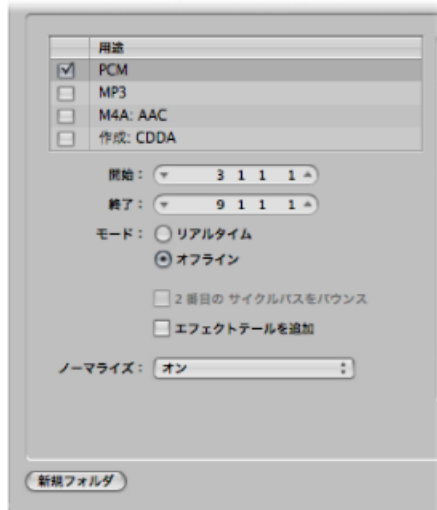 用途
PCM
MP3
M4A: AAC
作成: CDDA
開始： 3 1 1 1
終了： 9 1 1 1
モード： リアルタイム
オフライン
2 番目の サイクルパスをバウンス
エフェクトテールを追加
ノーマライズ： オン
新規フォルダ